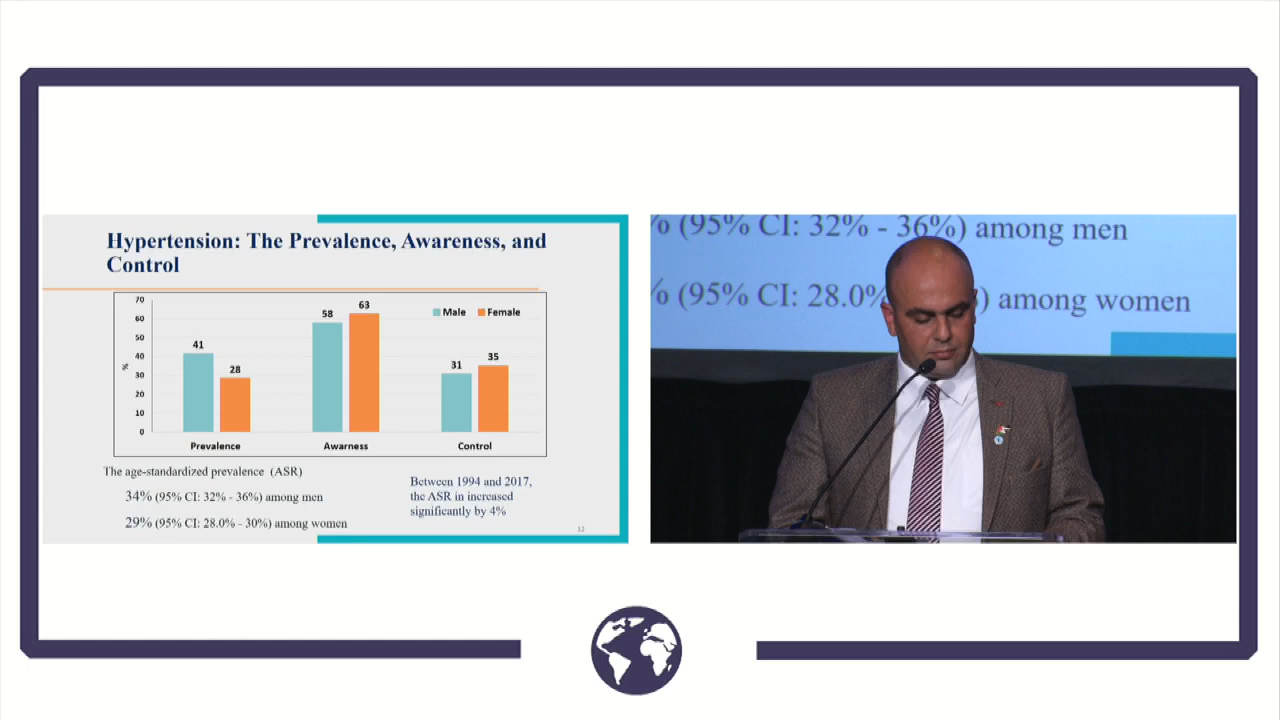 Hypertension: The Prevalence, Awareness, and
Control
70
60
50
40
30
20
10
0
%
41
28
58
63
31
35
Male
Female
Prevalence
Awarness
Control
The age-standardized prevalence (ASR)
34% (95% CI: 32% - 36%) among men
29% (95% CI: 28.0% - 30%) among women
Between 1994 and 2017,
the ASR in increased
significantly by 4%
12
% (95% CI: 32% - 36%) among men
% (95% CI: 28.0% ) among women